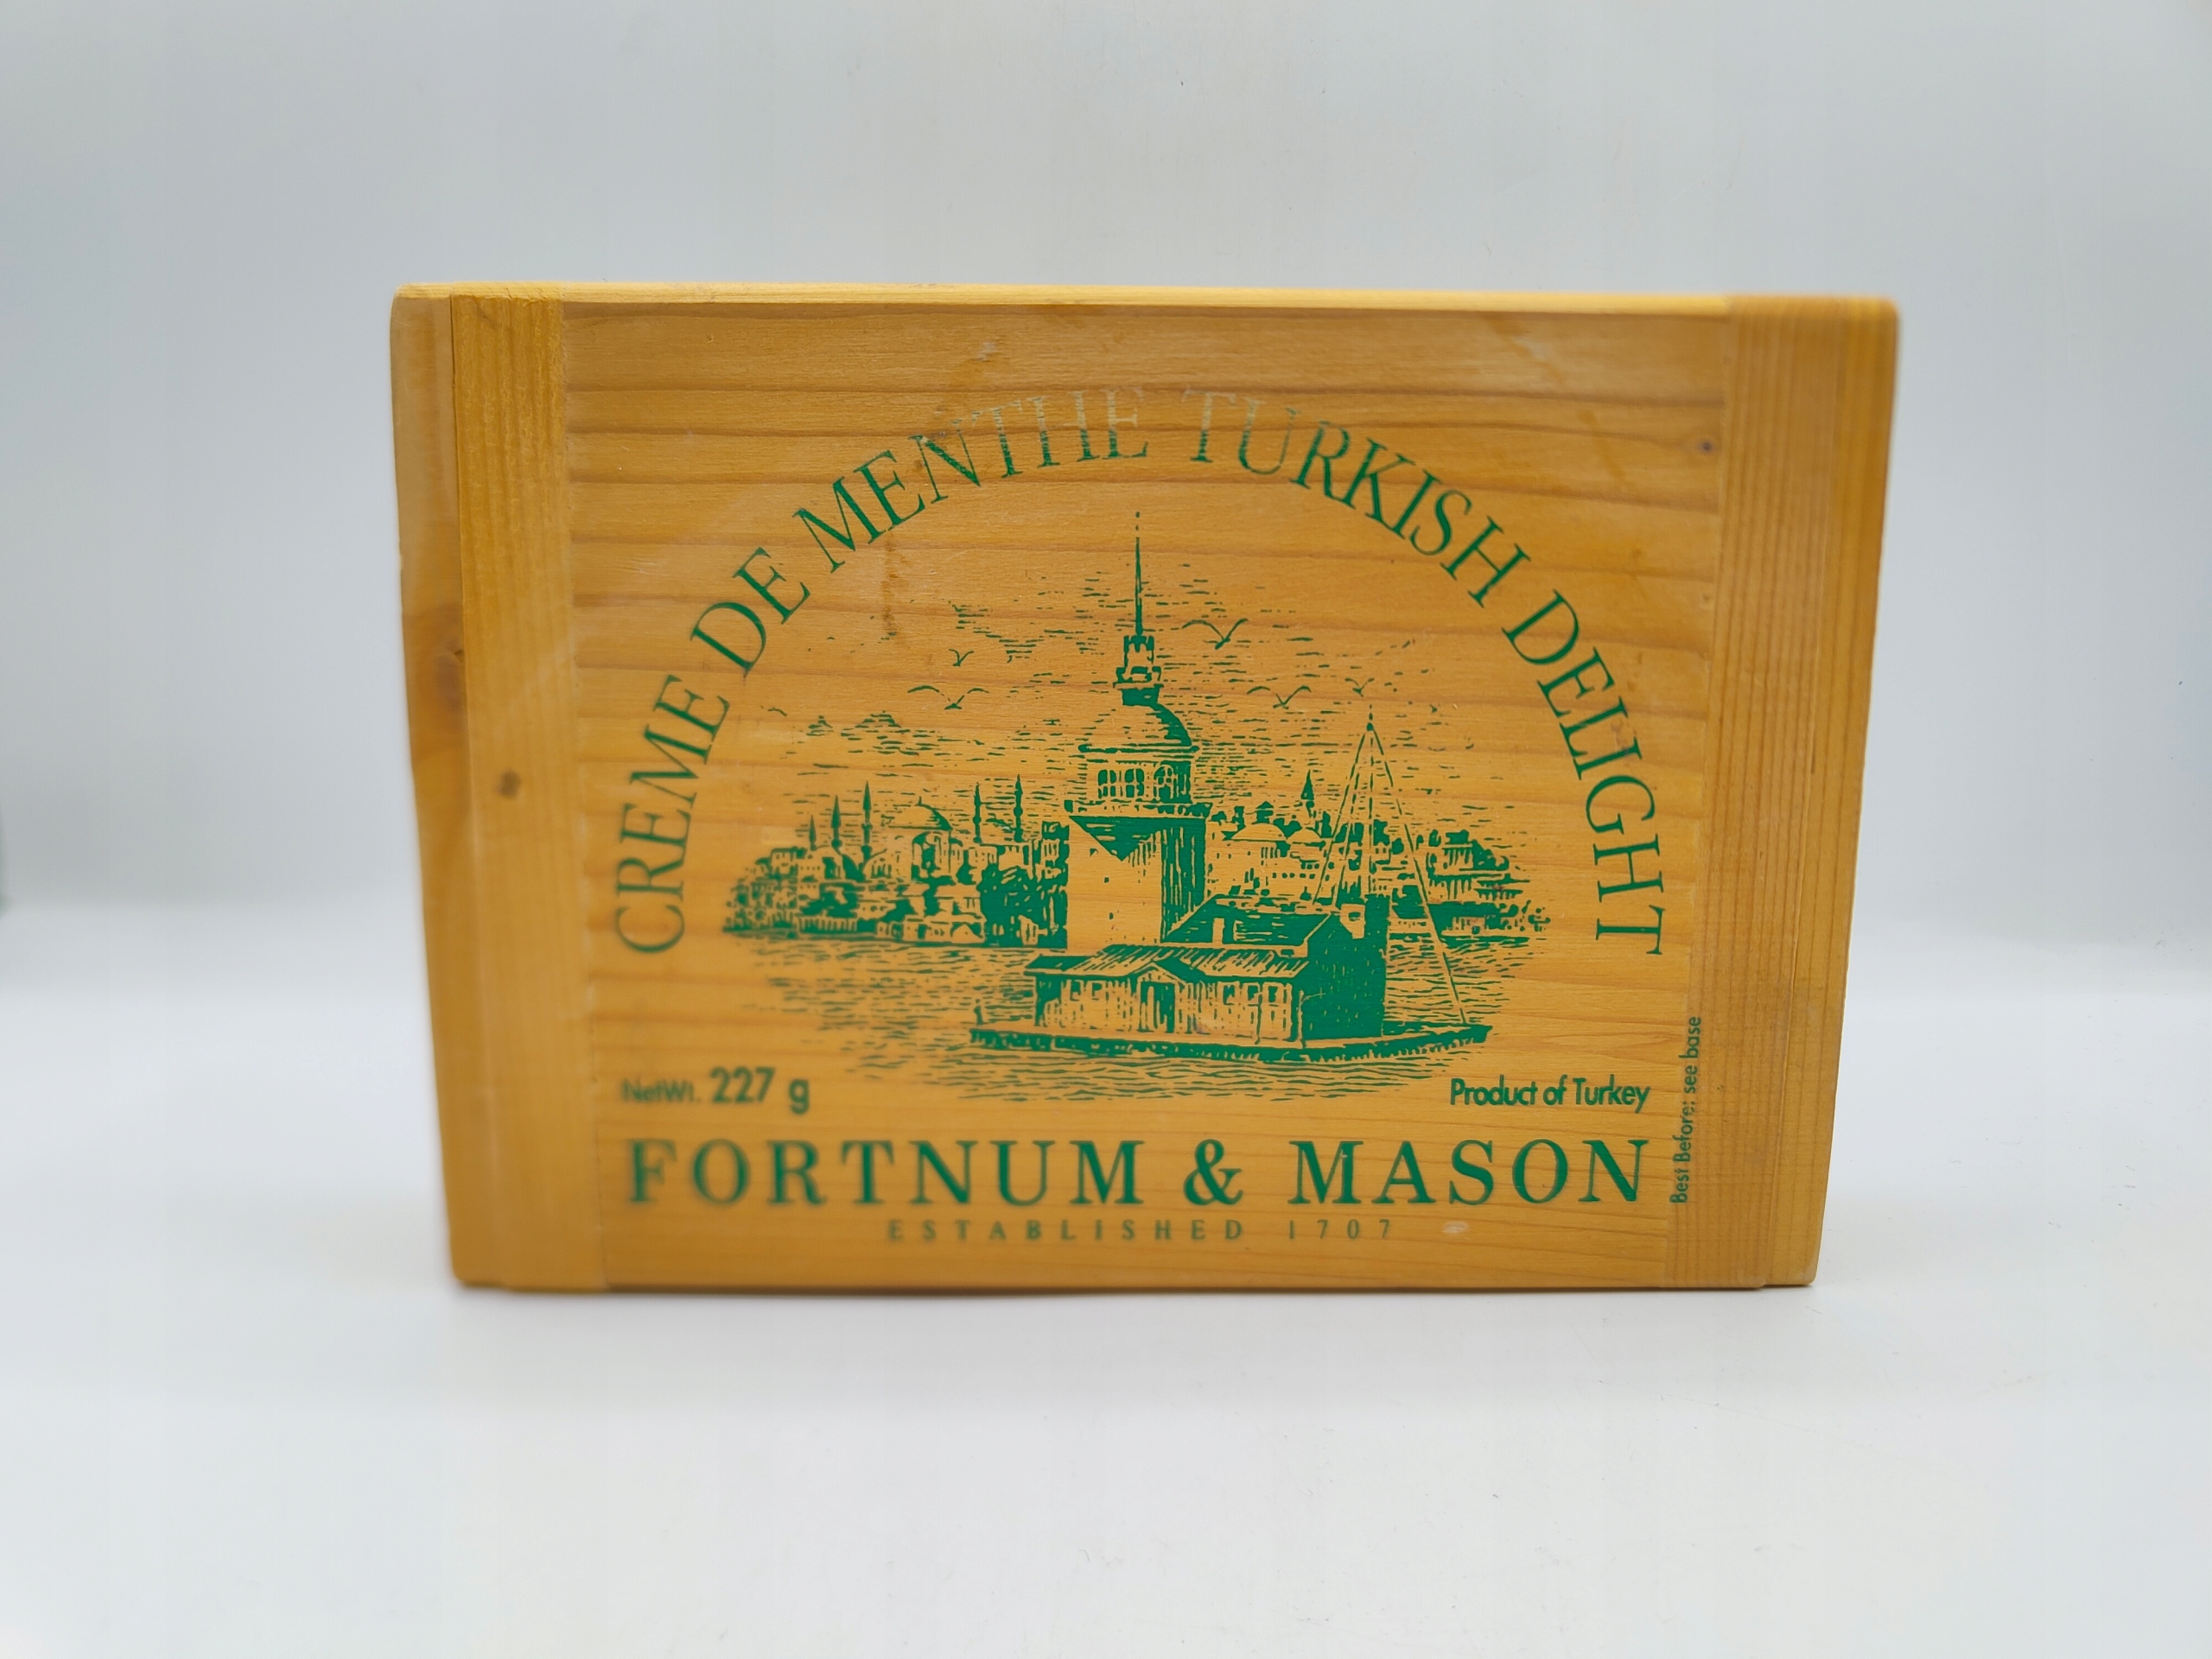 CREME DE MENTHE TURKISH DELIGHT
NetWt. 227 g
Product of Turkey
Best Before: see base
FORTNUM & MASON
ESTABLISHED 1707